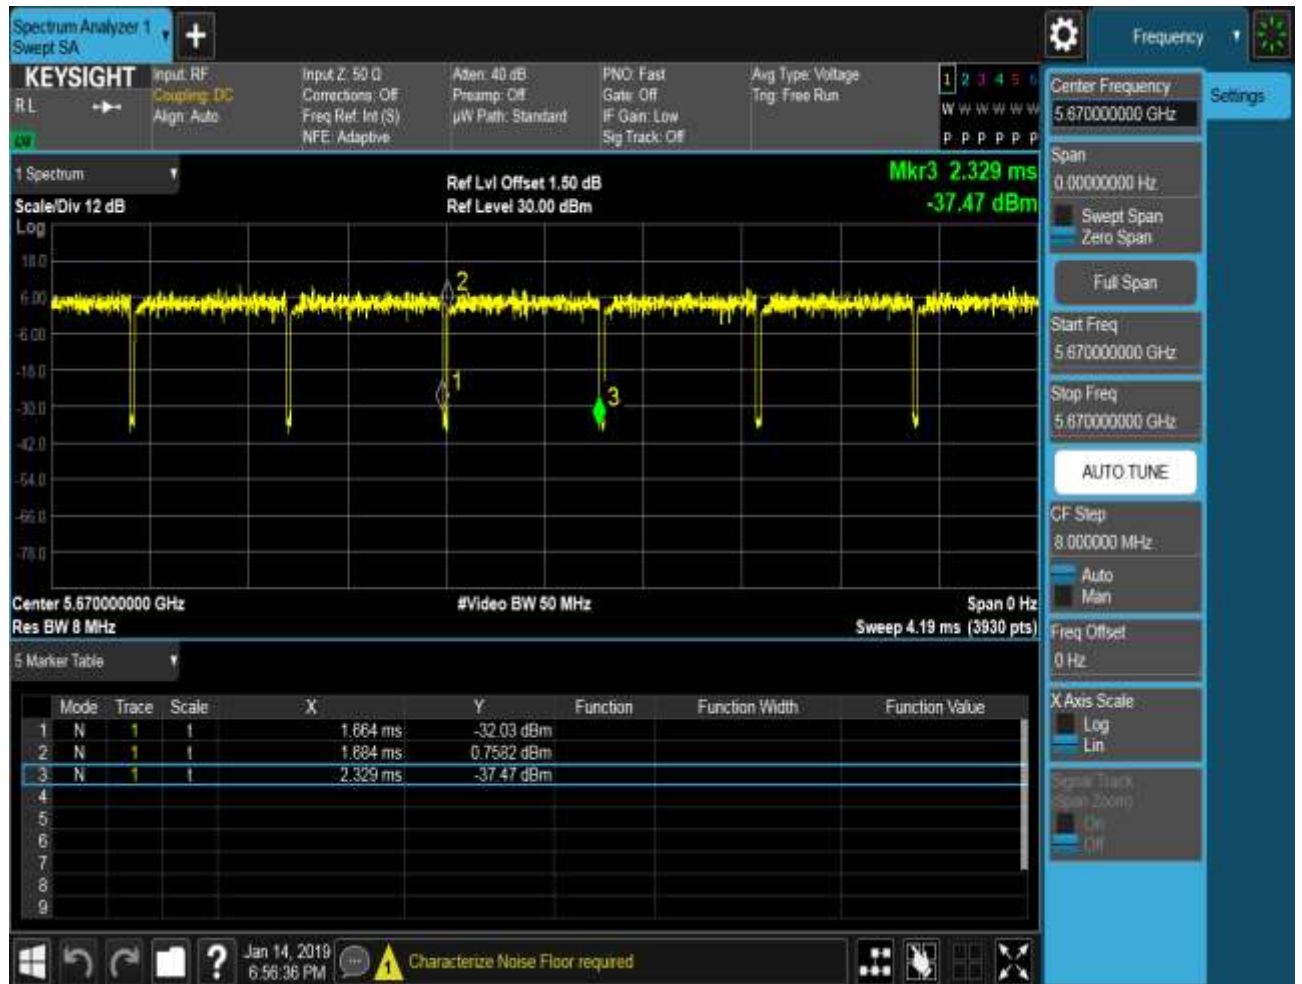 Spectrum Analyzer 1
Swept SA
Frequency
KEYSIGHT
R L
Input: RF
Coupling: DC
Align: Auto
Input Z: 50 Ω
Corrections: Off
Freq Ref: Int (S)
NFE: Adaptive
Atten: 40 dB
Preamp: Off
µW Path: Standard
PNO: Fast
Gate: Off
IF Gain: Low
Sig Track: Off
Avg Type: Voltage
Trig: Free Run
1 2 3 4 5 6
W W W W W W
P P P P P P
1 Spectrum
Scale/Div 12 dB
Ref Lvl Offset 1.50 dB
Ref Level 30.00 dBm
Mkr3 2.329 ms
-37.47 dBm
Log
18.0
6.00
-6.00
-18.0
-30.0
-42.0
-54.0
-66.0
-78.0
2
1
3
Center 5.670000000 GHz
#Video BW 50 MHz
Span 0 Hz
Res BW 8 MHz
Sweep 4.19 ms (3930 pts)
5 Marker Table
Mode Trace Scale X Y Function Function Width Function Value
1 N 1 t 1.664 ms -32.03 dBm
2 N 1 t 1.684 ms 0.7582 dBm
3 N 1 t 2.329 ms -37.47 dBm
4
5
6
7
8
9
Jan 14, 2019
6:56:36 PM
1
Characterize Noise Floor required
Settings
Center Frequency
5.670000000 GHz
Span
0.00000000 Hz
Swept Span
Zero Span
Full Span
Start Freq
5.670000000 GHz
Stop Freq
5.670000000 GHz
AUTO TUNE
CF Step
8.000000 MHz
Auto
Man
Freq Offset
0 Hz
X Axis Scale
Log
Lin
Signal Track
(Span Zoom)
On
Off